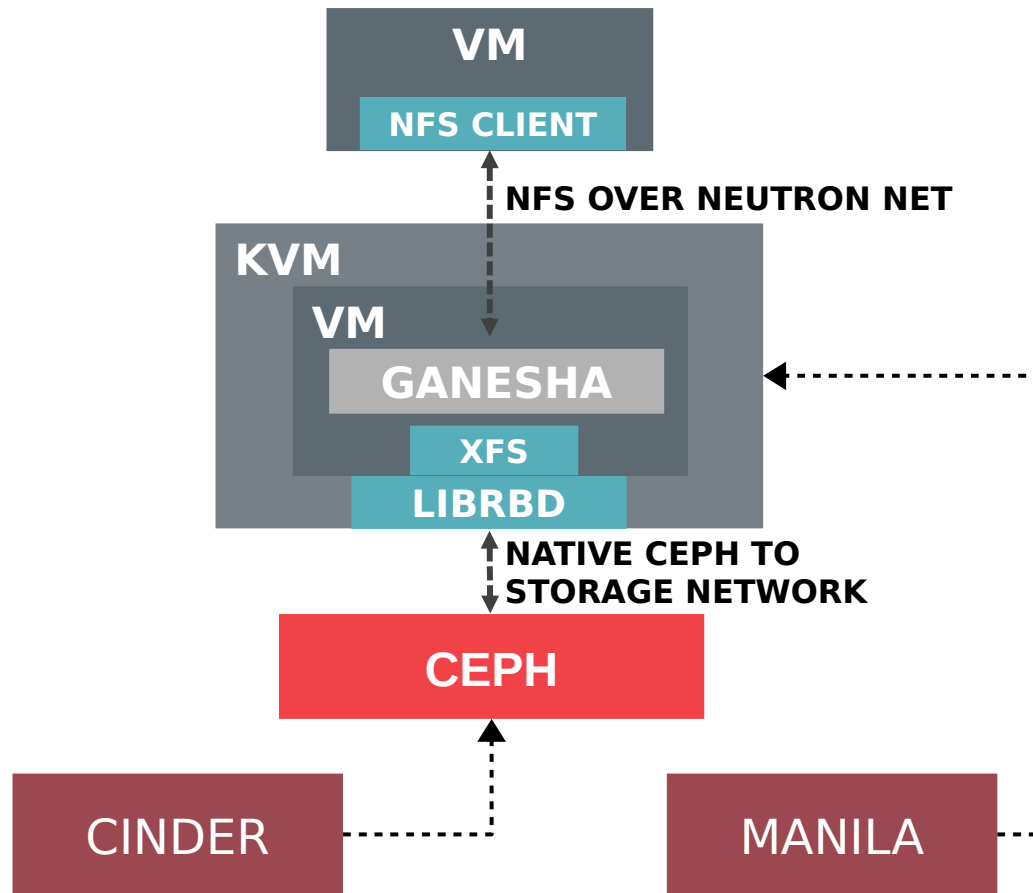 VM
NFS CLIENT
NFS OVER NEUTRON NET
KVM
VM
GANESHA
XFS
LIBRBD
NATIVE CEPH TO
STORAGE NETWORK
CEPH
CINDER
MANILA